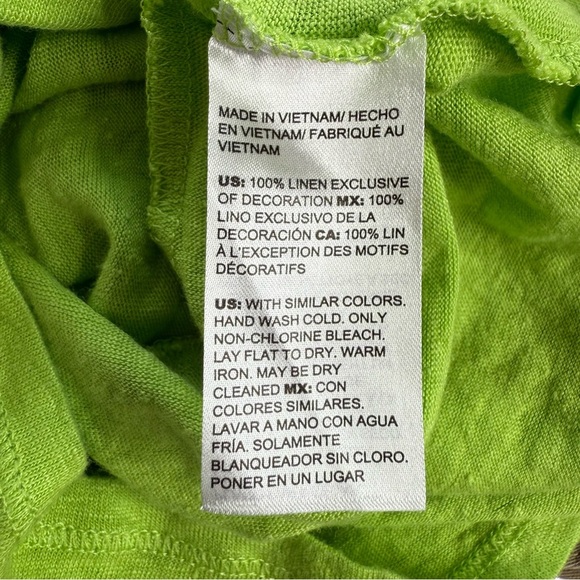 MADE IN VIETNAM/ HECHO
EN VIETNAM/ FABRIQUÉ AU
VIETNAM
US: 100% LINEN EXCLUSIVE
OF DECORATION MX: 100%
LINO EXCLUSIVO DE LA
DECORACIÓN CA: 100% LIN
À L'EXCEPTION DES MOTIFS
DÉCORATIFS
US: WITH SIMILAR COLORS.
HAND WASH COLD. ONLY
NON-CHLORINE BLEACH.
LAY FLAT TO DRY. WARM
IRON. MAY BE DRY
CLEANED MX: CON
COLORES SIMILARES.
LAVAR A MANO CON AGUA
FRÍA. SOLAMENTE
BLANQUEADOR SIN CLORO.
PONER EN UN LUGAR